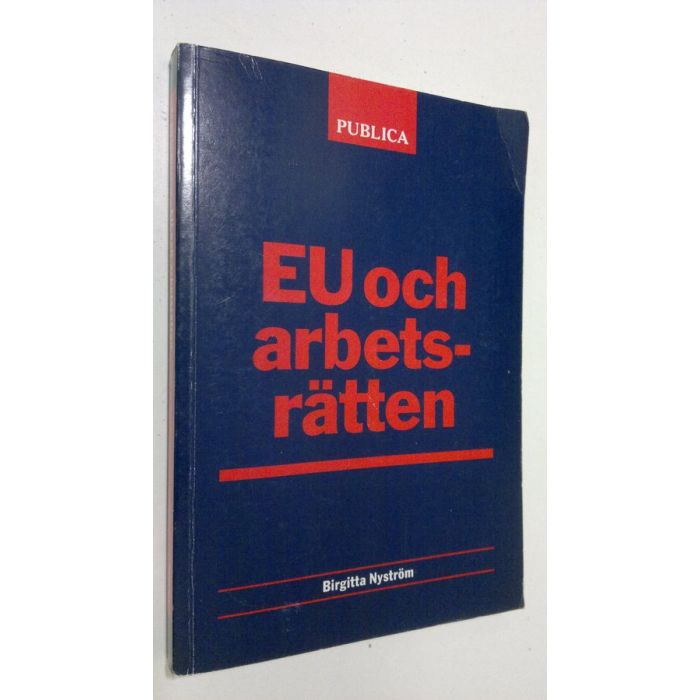 PUBLICA
EU och
arbets-
rätten
Birgitta Nyström